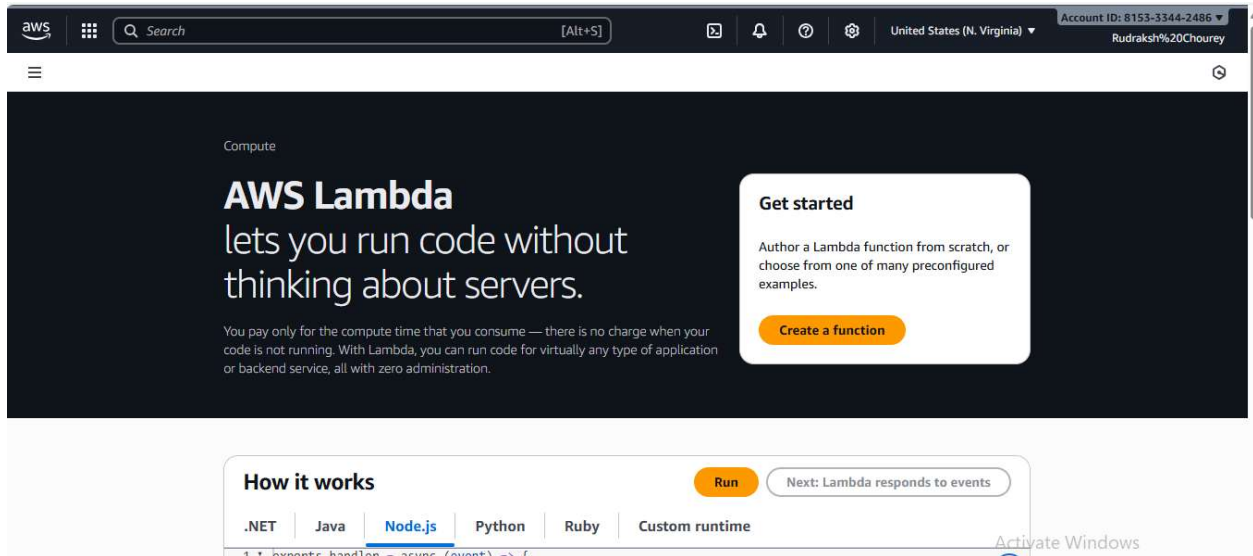 aws
Search [Alt+S]
United States (N. Virginia)
Account ID: 8153-3344-2486
Rudraksh%20Chourey
Compute
AWS Lambda
lets you run code without
thinking about servers.
You pay only for the compute time that you consume — there is no charge when your
code is not running. With Lambda, you can run code for virtually any type of application
or backend service, all with zero administration.
Get started
Author a Lambda function from scratch, or
choose from one of many preconfigured
examples.
Create a function
How it works
Run
Next: Lambda responds to events
.NET Java Node.js Python Ruby Custom runtime
1 exports.handler = async (event) => {
Activate Windows